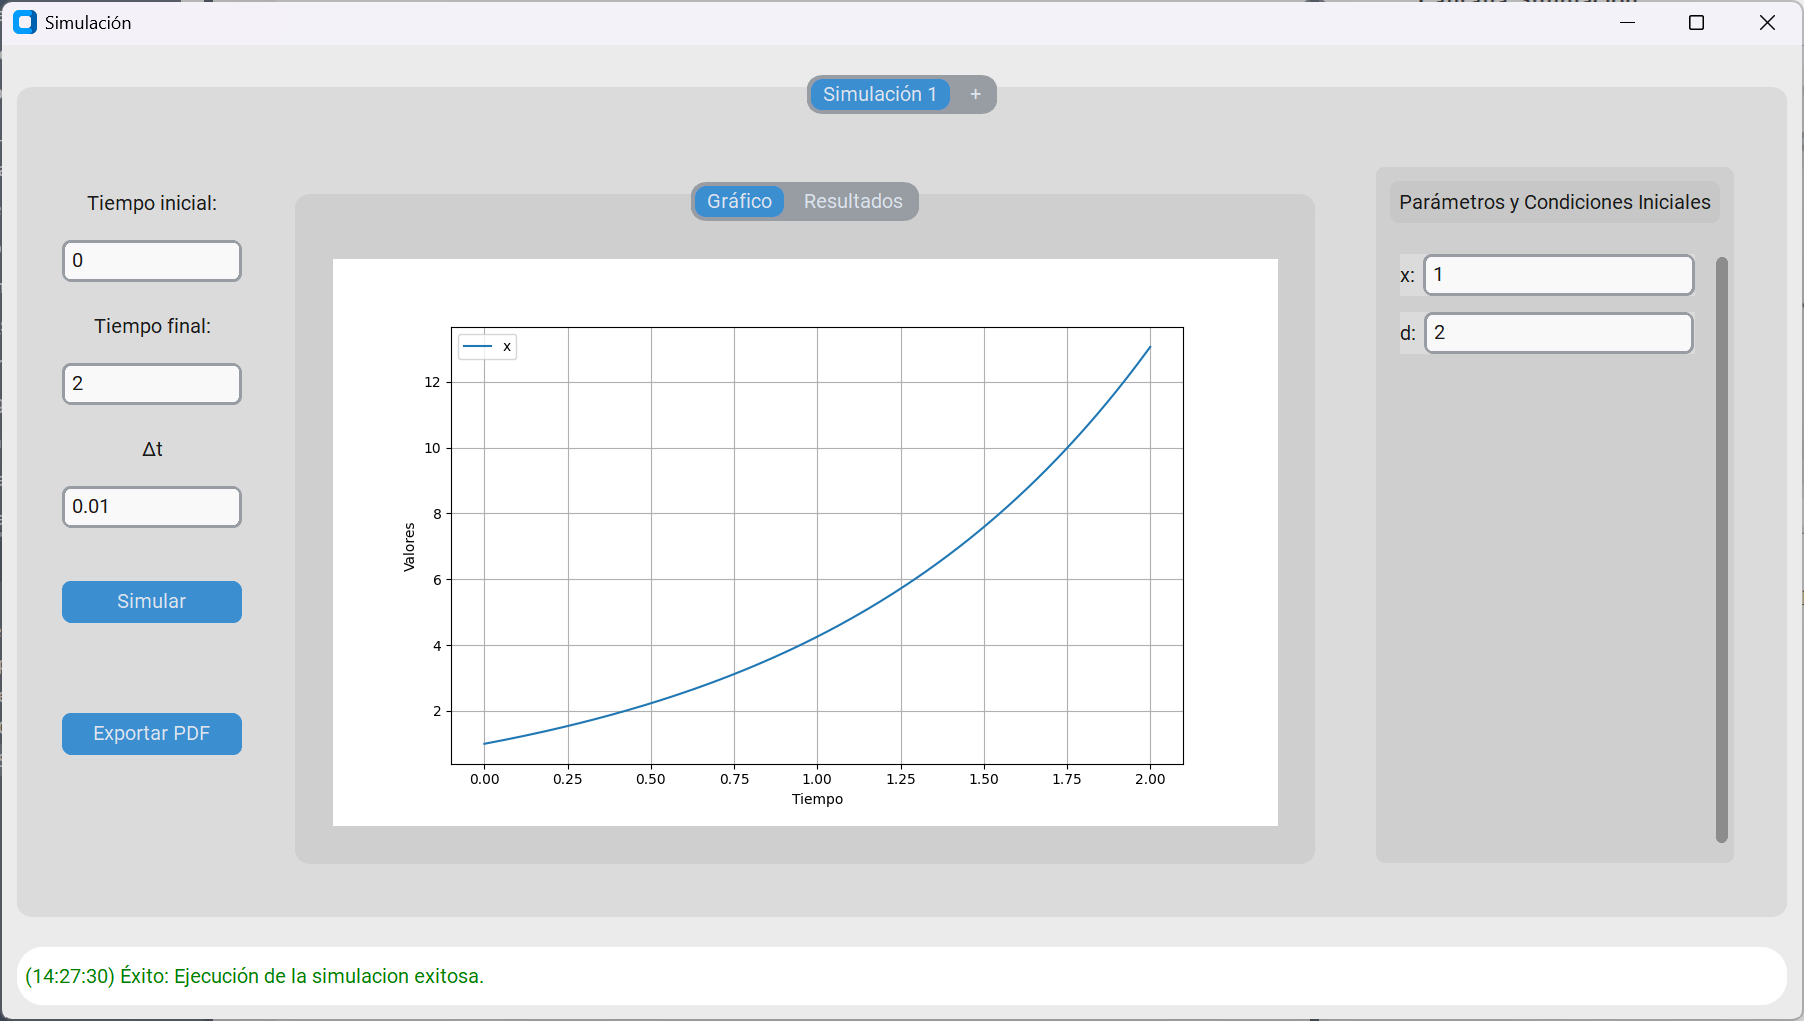 Simulación
Simulación 1 +
Tiempo inicial:
0
Tiempo final:
2
Δt
0.01
Simular
Exportar PDF
Gráfico Resultados
x
12
10
8
6
4
2
Valores
0.00 0.25 0.50 0.75 1.00 1.25 1.50 1.75 2.00
Tiempo
Parámetros y Condiciones Iniciales
x: 1
d: 2
(14:27:30) Éxito: Ejecución de la simulacion exitosa.